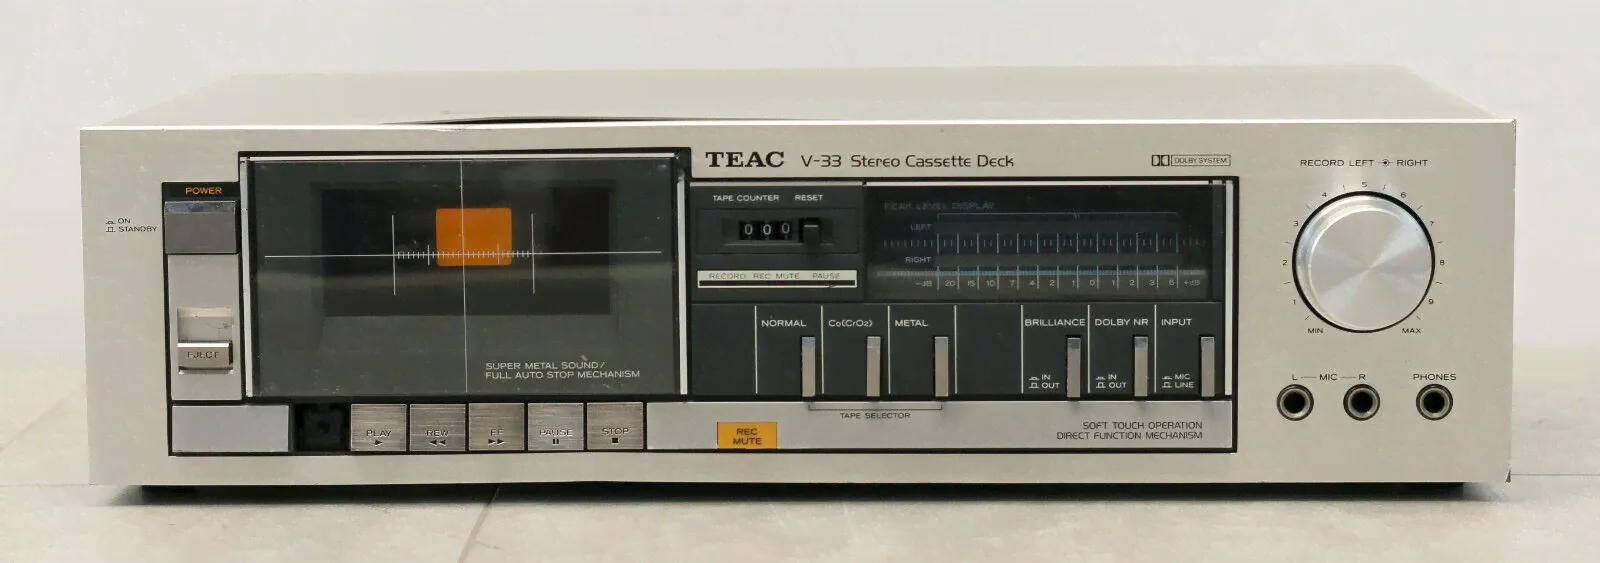 TEAC V-33 Stereo Cassette Deck
DOLBY SYSTEM
POWER
ON
STANDBY
EJECT
SUPER METAL SOUND/
FULL AUTO STOP MECHANISM
TAPE COUNTER RESET
000
RECORD REC MUTE PAUSE
PEAK LEVEL DISPLAY
LEFT
RIGHT
-dB 20 15 10 7 4 2 1 0 1 2 3 6 +dB
NORMAL Co(CrO2) METAL
BRILLIANCE DOLBY NR INPUT
IN
OUT
IN
OUT
MIC
LINE
TAPE SELECTOR
PLAY
REW
FF
PAUSE
STOP
REC
MUTE
SOFT TOUCH OPERATION
DIRECT FUNCTION MECHANISM
RECORD LEFT RIGHT
MIN 1 2 3 4 5 6 7 8 9 MAX
L MIC R
PHONES